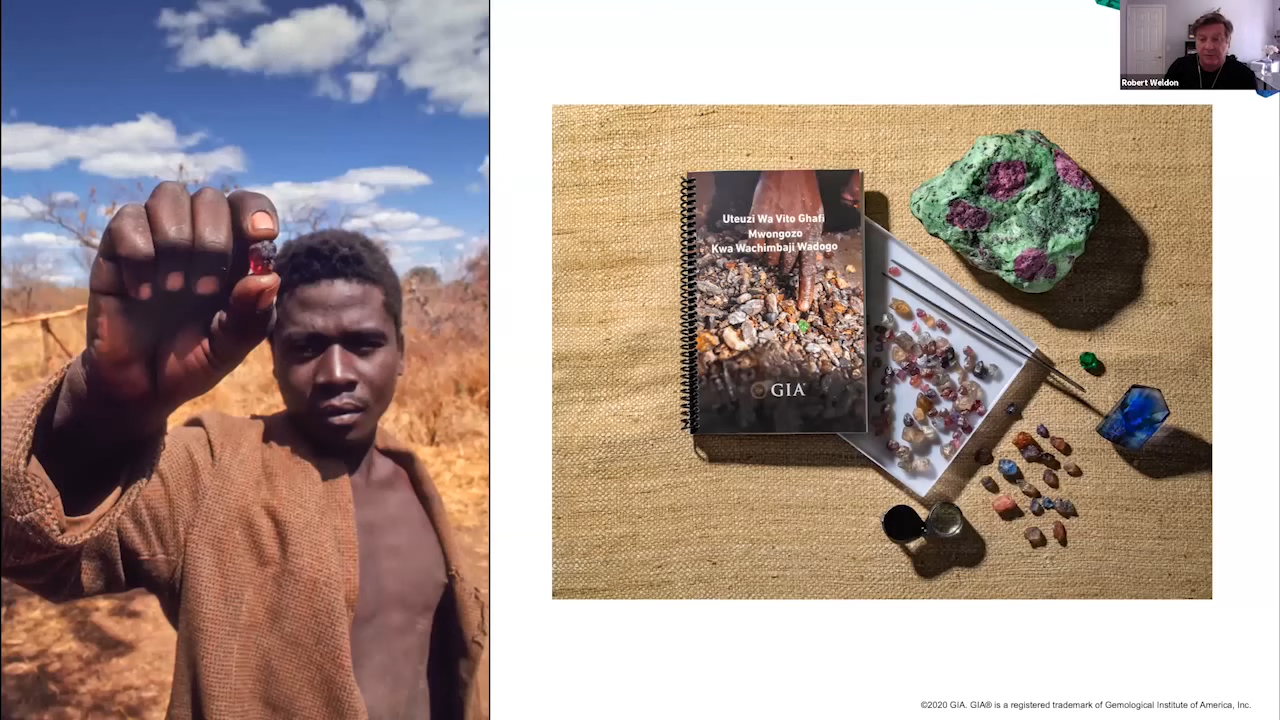 Robert Weldon
Uteuzi Wa Vito Ghafi
Mwongozo
Kwa Wachimbaji Wadogo
GIA
©2020 GIA. GIA® is a registered trademark of Gemological Institute of America, Inc.